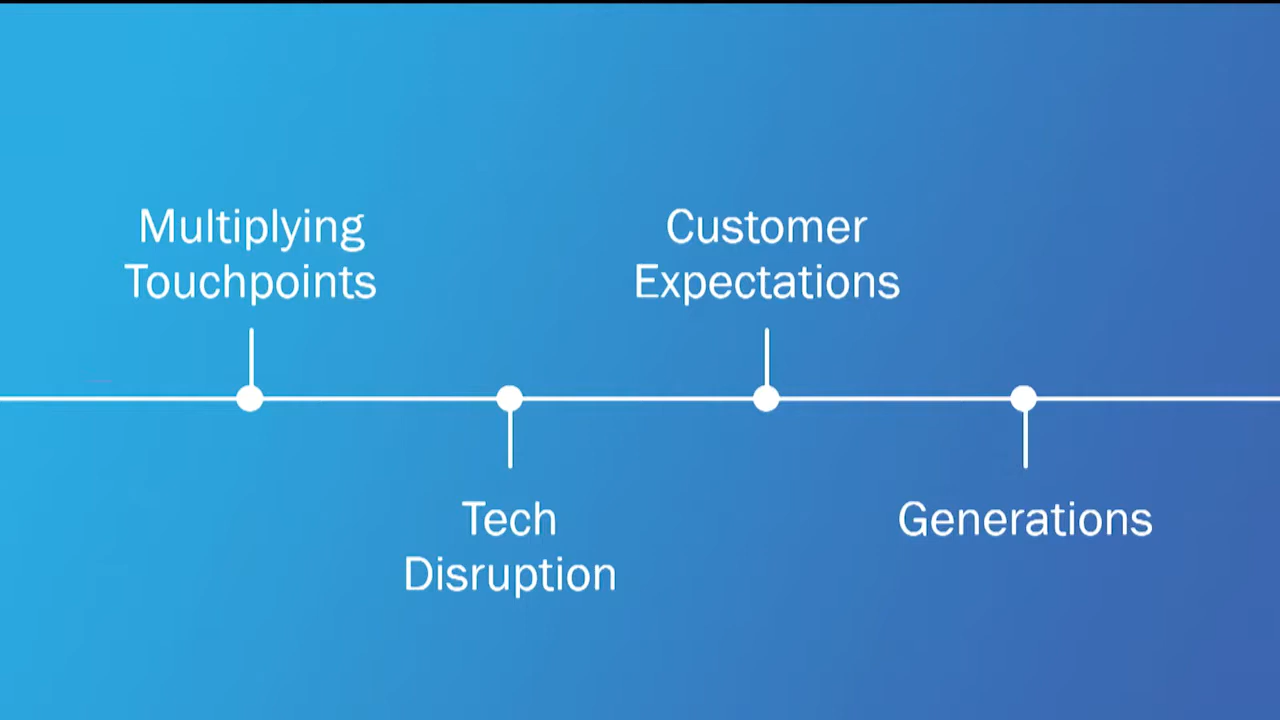 Multiplying
Touchpoints
Tech
Disruption
Customer
Expectations
Generations